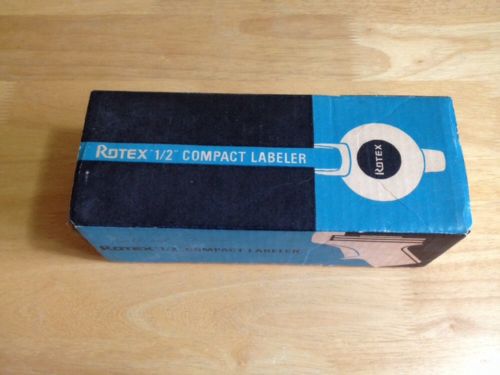 ROTEX 1/2" COMPACT LABELER
ROTEX
ROTEX 1/2" COMPACT LABELER